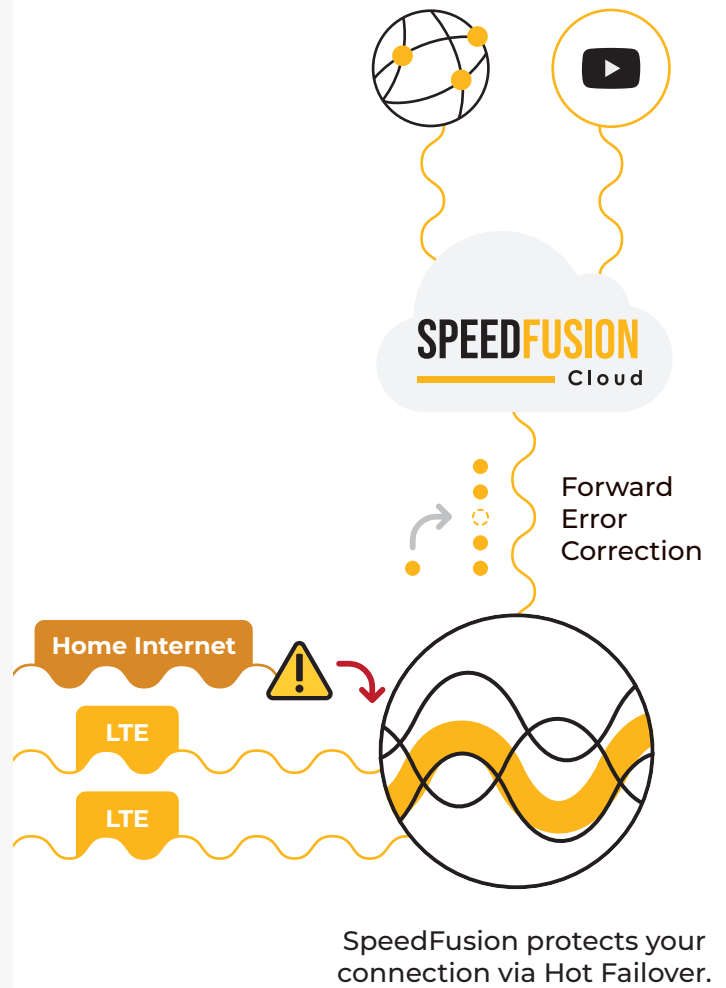 SPEEDFUSION
Cloud
Forward
Error
Correction
Home Internet
LTE
LTE
SpeedFusion protects your
connection via Hot Failover.